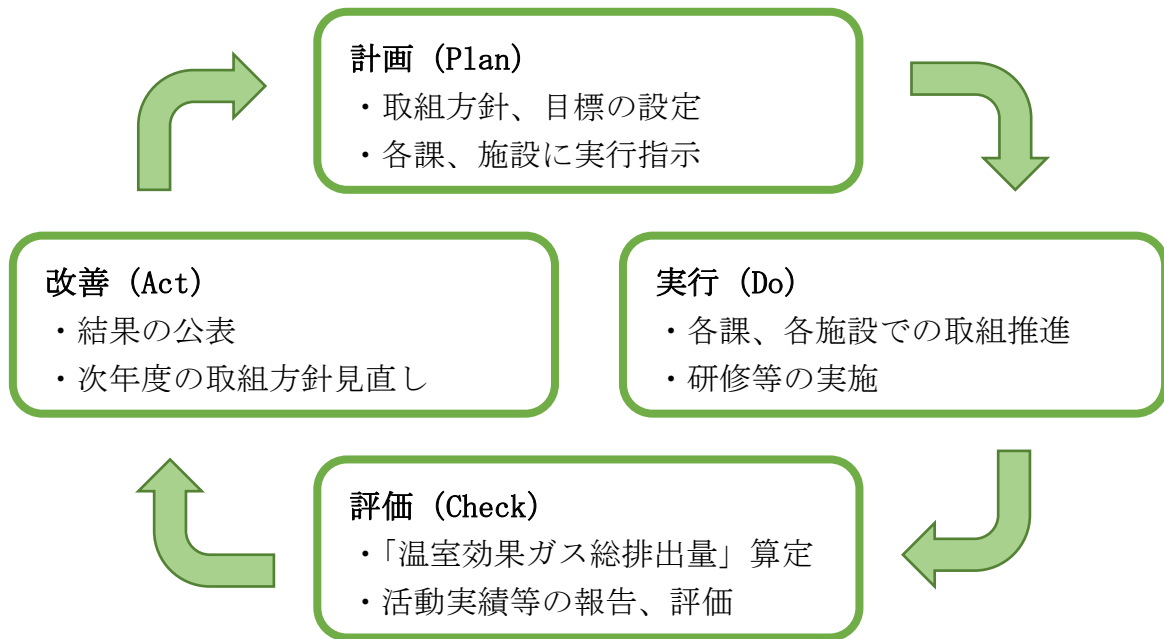 計画 (Plan)
・取組方針、目標の設定
・各課、施設に実行指示
改善 (Act)
・結果の公表
・次年度の取組方針見直し
実行 (Do)
・各課、各施設での取組推進
・研修等の実施
評価 (Check)
・「温室効果ガス総排出量」算定
・活動実績等の報告、評価